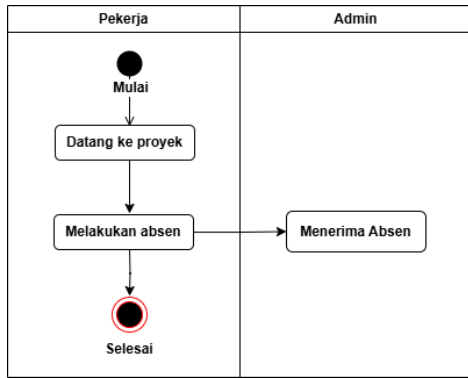 Pekerja
Admin
Mulai
Datang ke proyek
Melakukan absen
Menerima Absen
Selesai